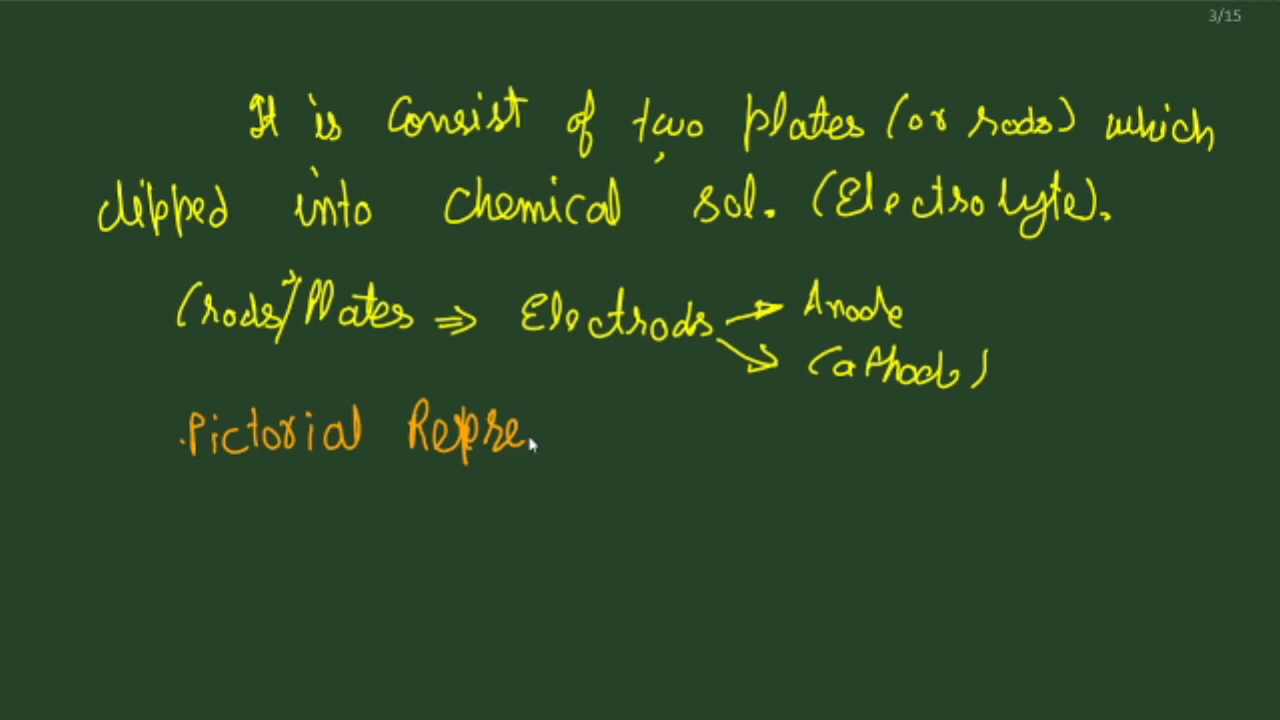 3/15
It is consist of two plates (or rods) which
dipped into chemical sol. (Electrolyte).
(rods/Plates ⇒ Electrods → Anode
→ Cathode)
Pictorial Repre